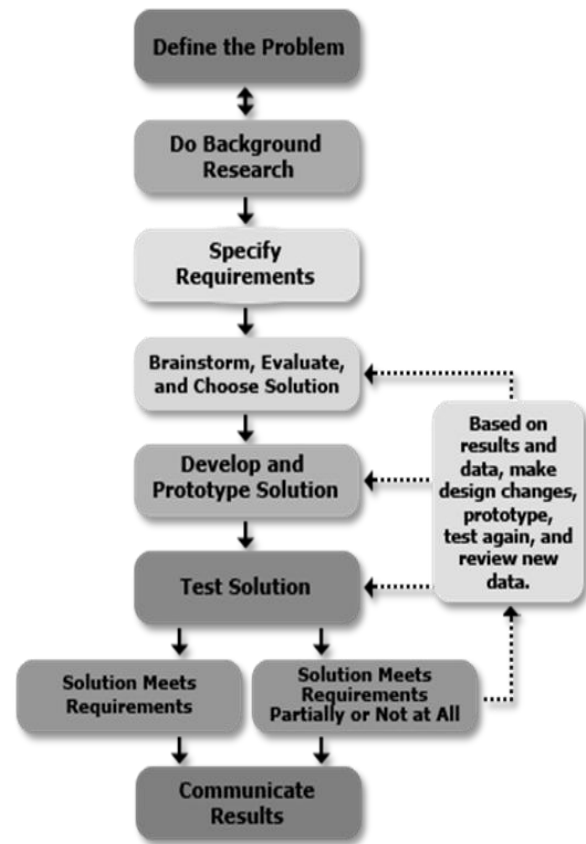 Define the Problem
Do Background
Research
Specify
Requirements
Brainstorm, Evaluate,
and Choose Solution
Based on
results and
data, make
design changes,
prototype,
test again, and
review new
data.
Develop and
Prototype Solution
Test Solution
Solution Meets
Requirements
Solution Meets
Requirements
Partially or Not at All
Communicate
Results